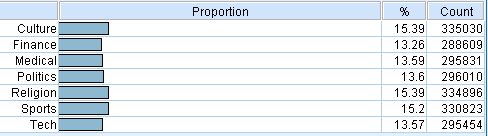 Proportion % Count
Culture 15.39 335030
Finance 13.26 288609
Medical 13.59 295831
Politics 13.6 296010
Religion 15.39 334896
Sports 15.2 330823
Tech 13.57 295454